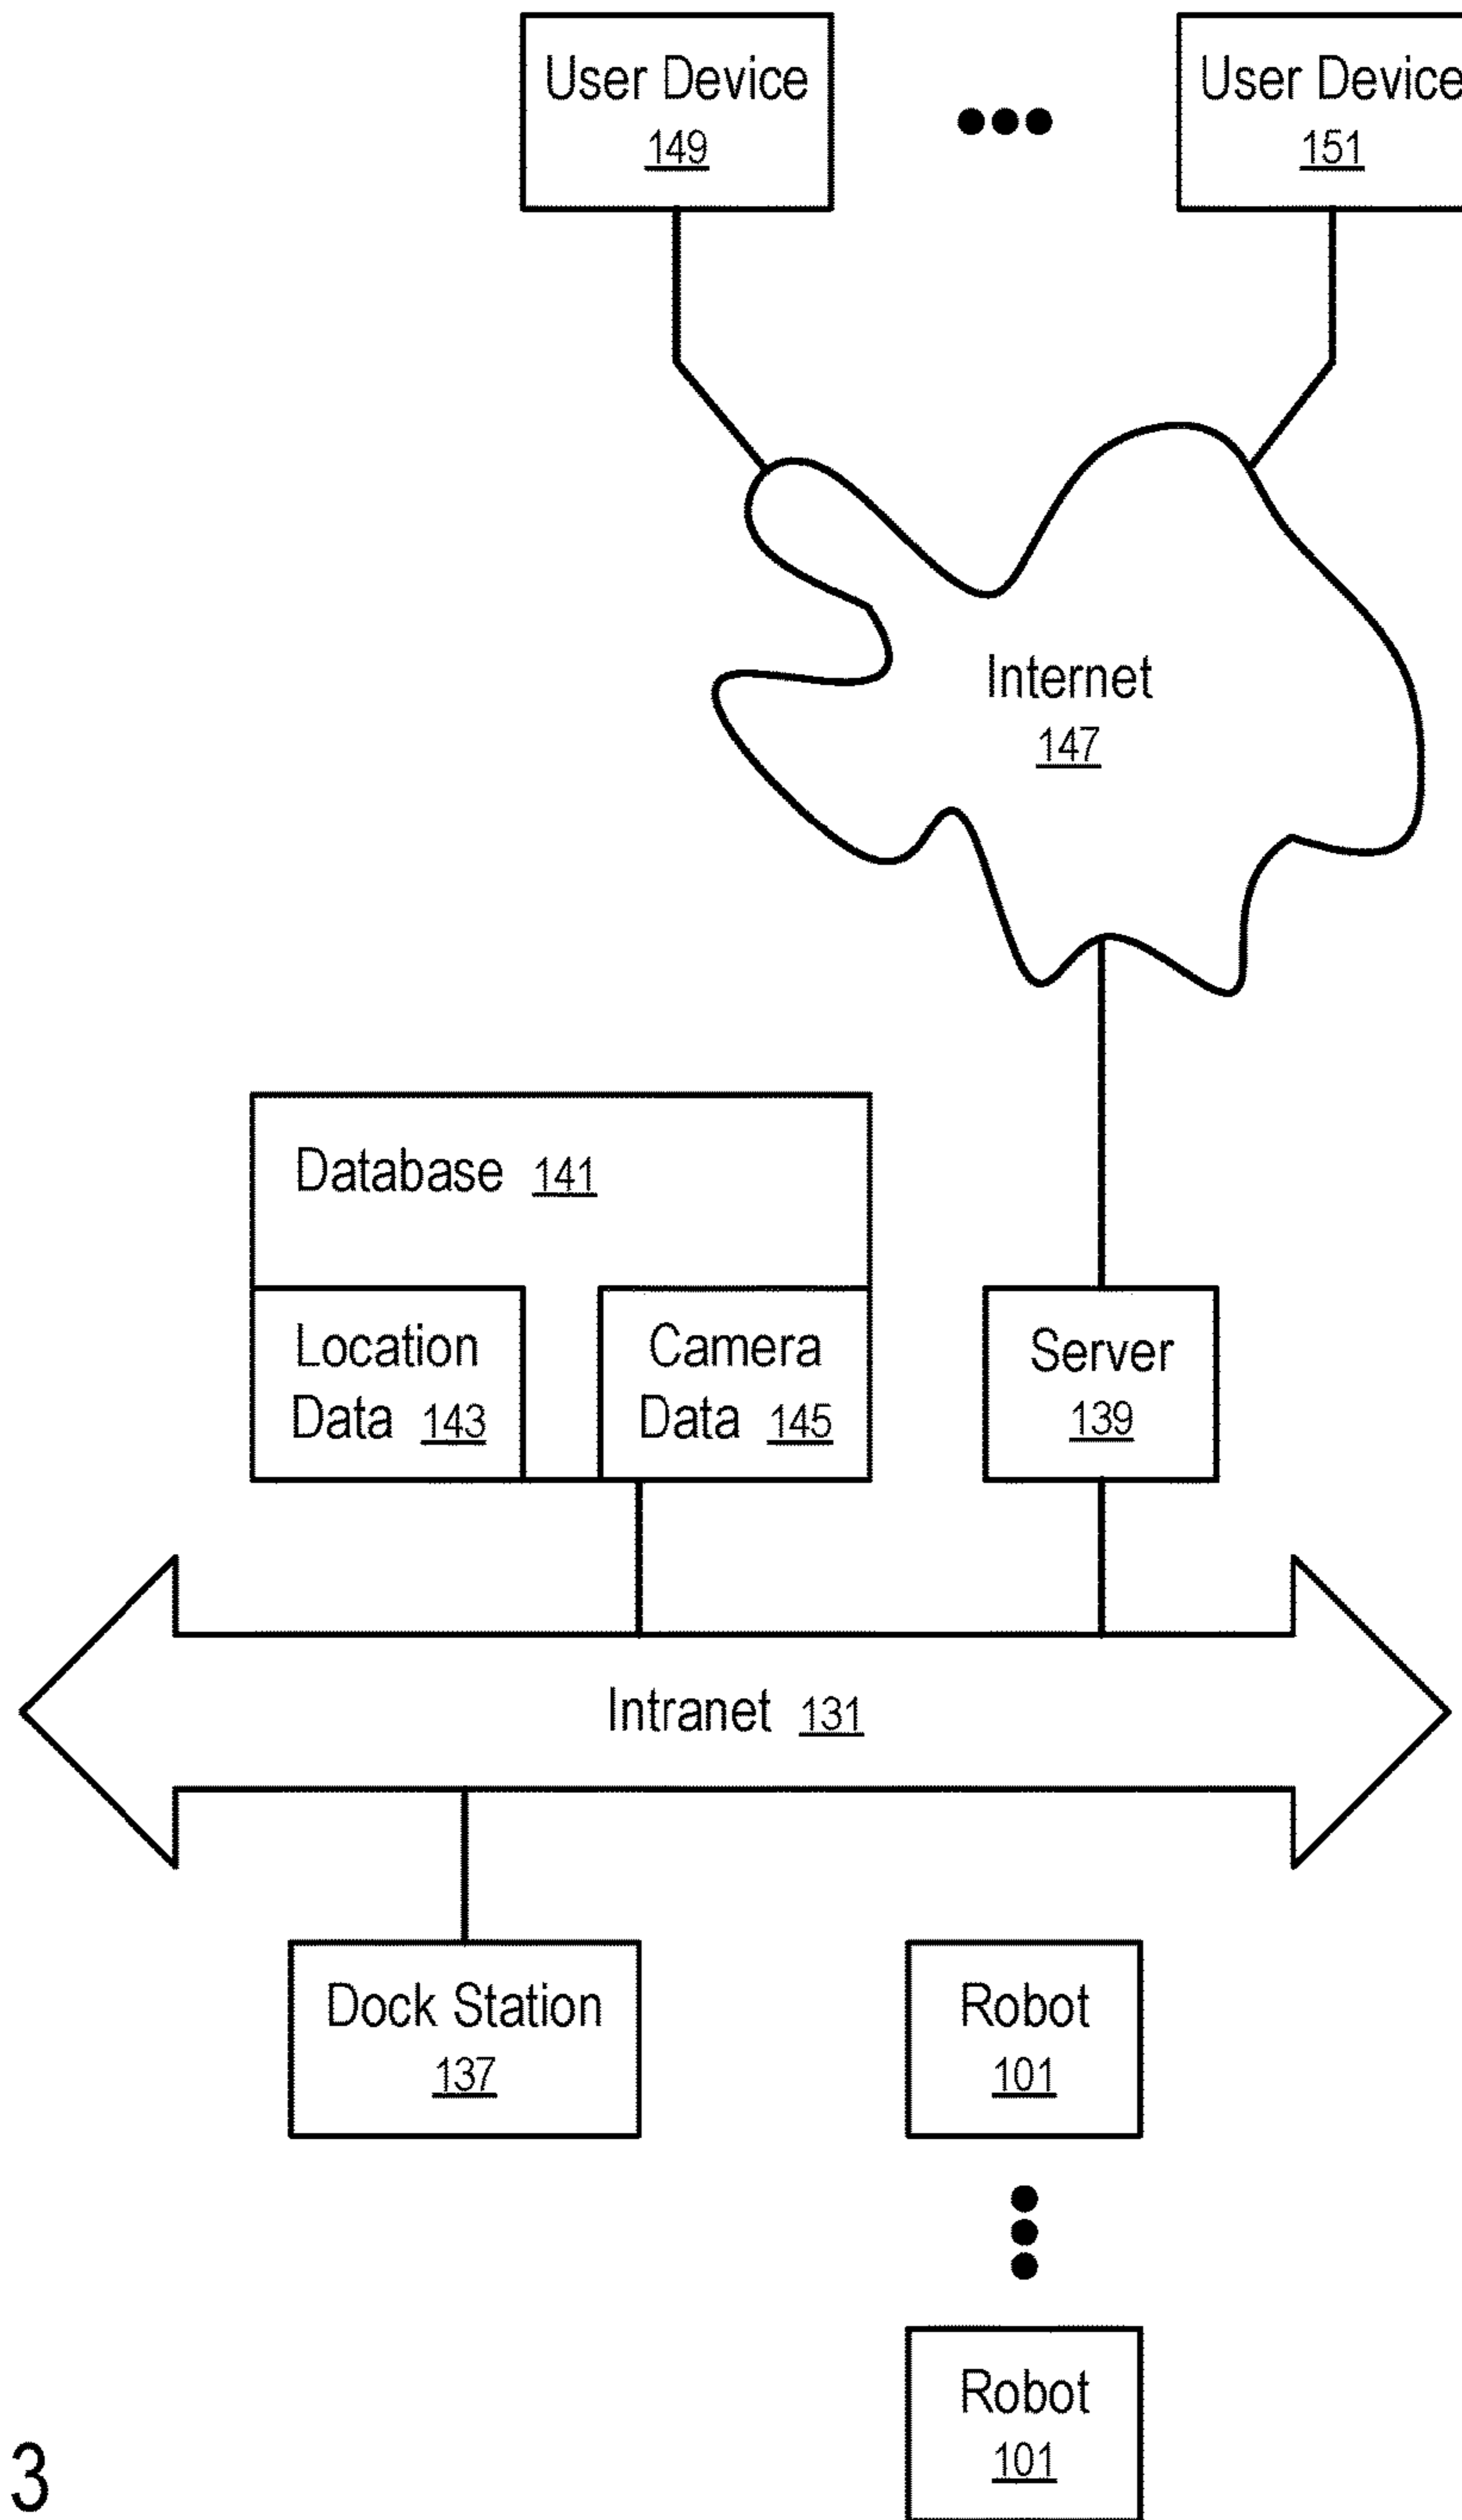 User Device
149
User Device
151
Internet
147
Database 141
Location
Data 143
Camera
Data 145
Server
139
Intranet 131
Dock Station
137
Robot
101
Robot
101
3